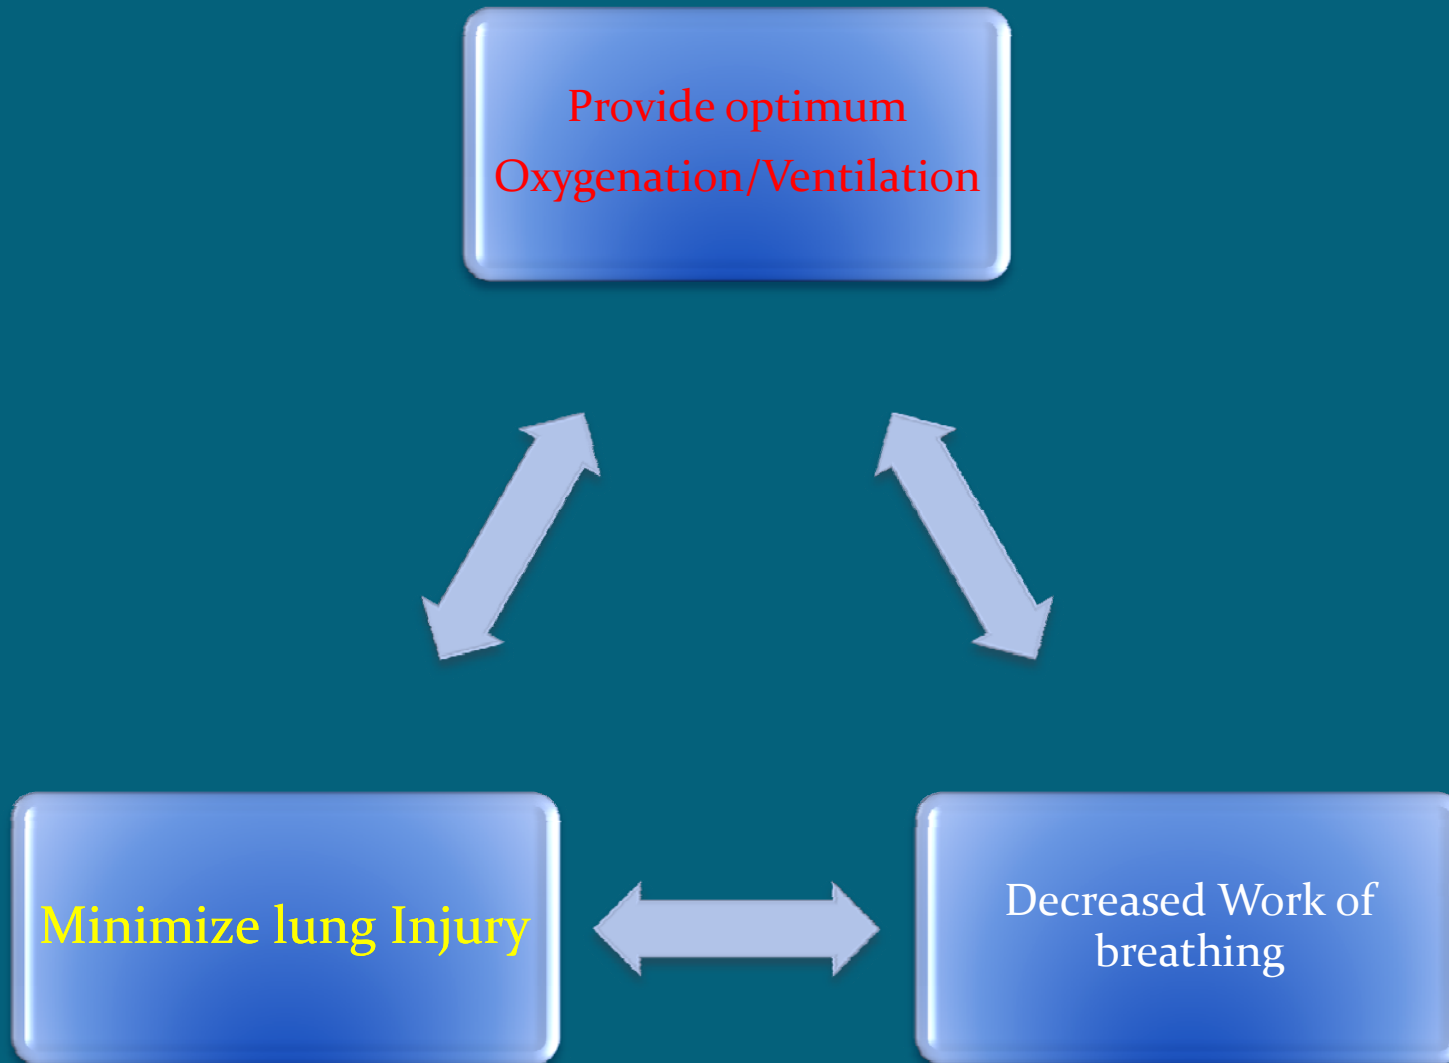 Provide optimum
Oxygenation/Ventilation
Minimize lung Injury
Decreased Work of
breathing